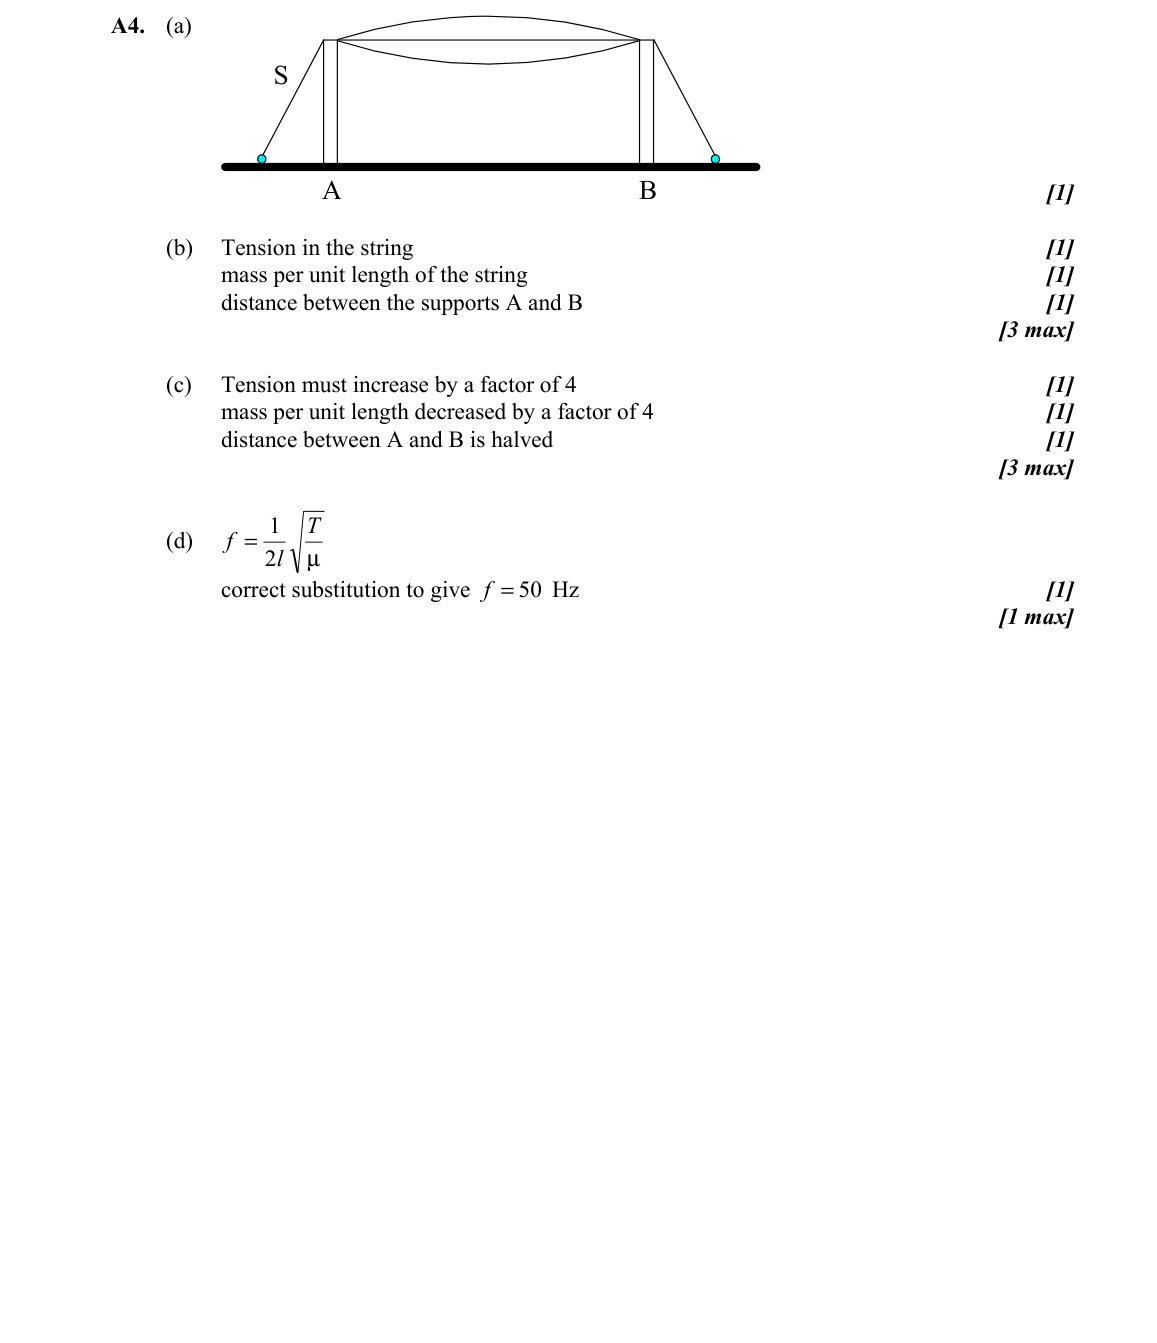 A4. (a)
S
A B
[1]
(b) Tension in the string [1]
mass per unit length of the string [1]
distance between the supports A and B [1]
[3 max]
(c) Tension must increase by a factor of 4 [1]
mass per unit length decreased by a factor of 4 [1]
distance between A and B is halved [1]
[3 max]
(d) f = 1/2l √(T/μ)
correct substitution to give f = 50 Hz [1]
[1 max]